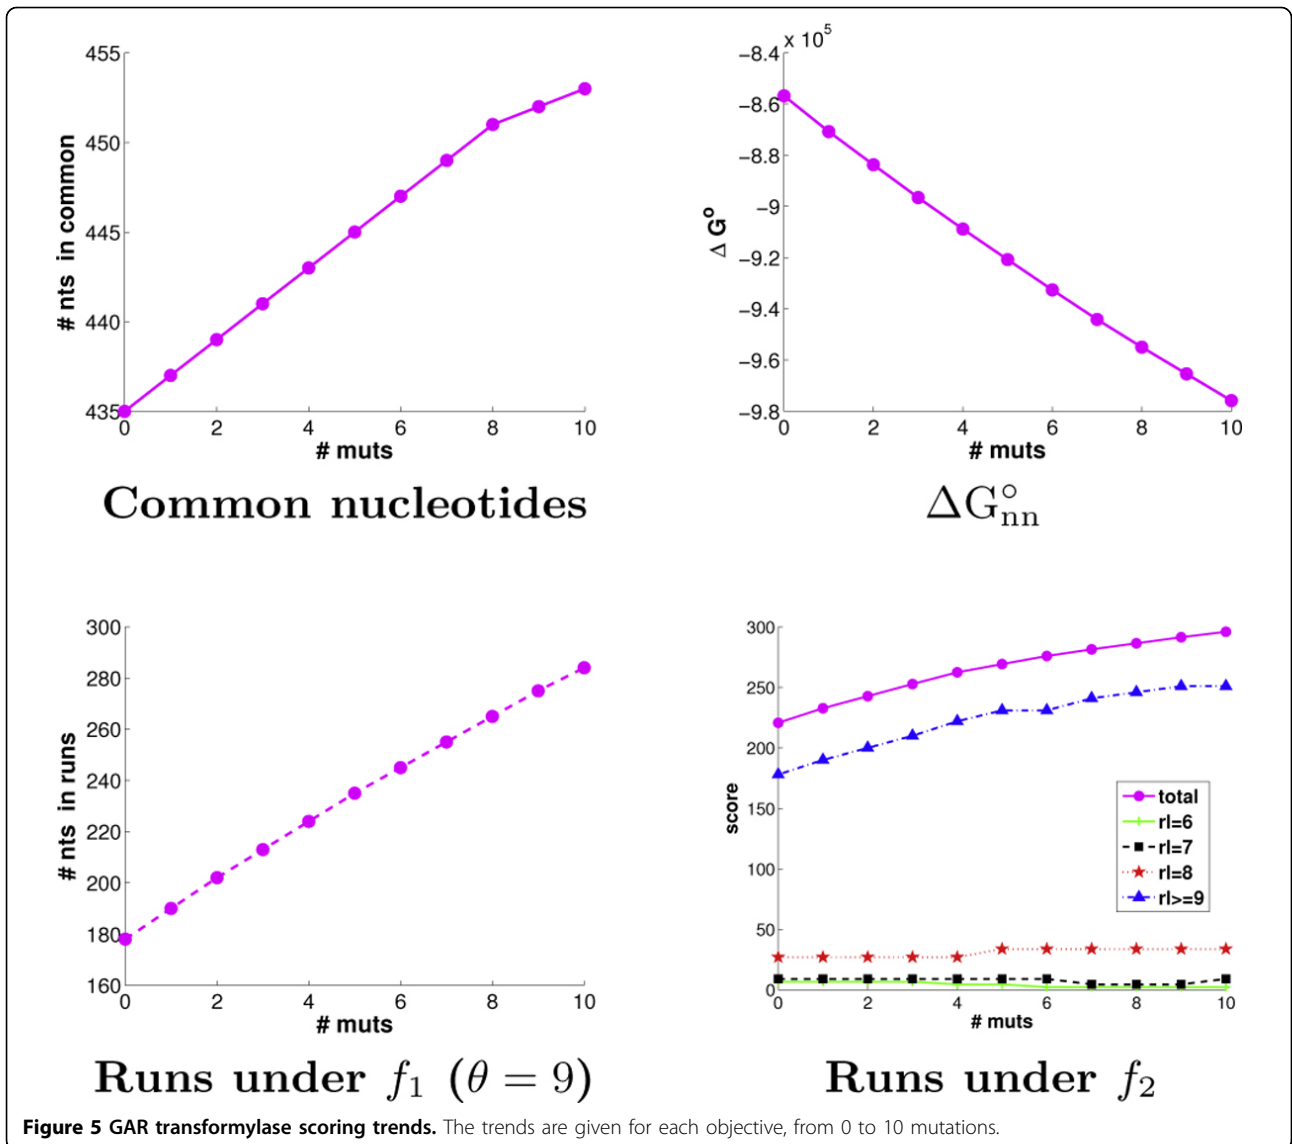 455
450
445
440
435
0 2 4 6 8 10
# nts in common
# muts
Common nucleotides
x 10⁵
−8.4
−8.6
−8.8
−9
−9.2
−9.4
−9.6
−9.8
0 2 4 6 8 10
Δ G⁰
# muts
ΔG°nn
300
280
260
240
220
200
180
160
0 2 4 6 8 10
# nts in runs
# muts
Runs under f₁ (θ = 9)
300
250
200
150
100
50
0
0 2 4 6 8 10
score
# muts
total
rl=6
rl=7
rl=8
rl>=9
Runs under f₂
Figure 5 GAR transformylase scoring trends. The trends are given for each objective, from 0 to 10 mutations.